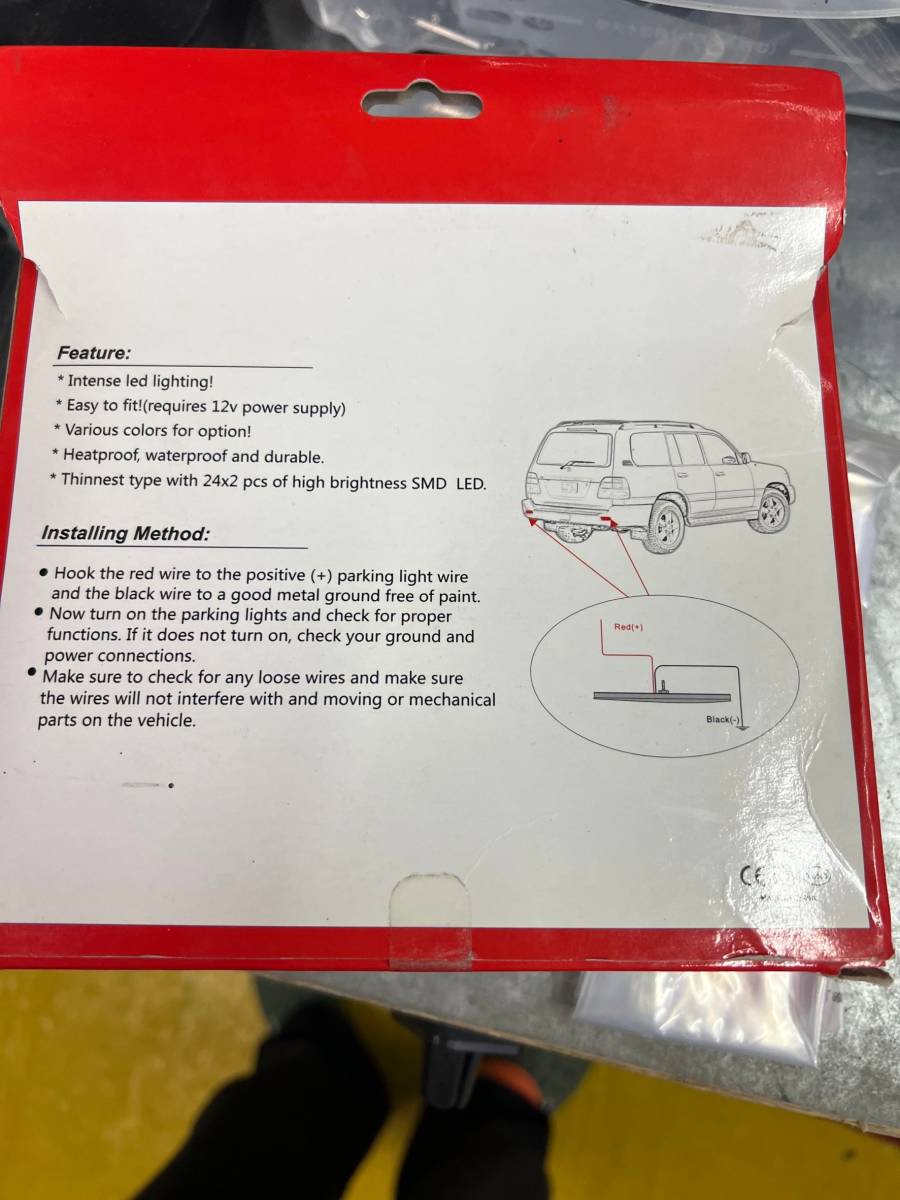 Feature:
* Intense led lighting!
* Easy to fit!(requires 12v power supply)
* Various colors for option!
* Heatproof, waterproof and durable.
* Thinnest type with 24x2 pcs of high brightness SMD LED.
Installing Method:
• Hook the red wire to the positive (+) parking light wire
and the black wire to a good metal ground free of paint.
• Now turn on the parking lights and check for proper
functions. If it does not turn on, check your ground and
power connections.
• Make sure to check for any loose wires and make sure
the wires will not interfere with and moving or mechanical
parts on the vehicle.
Red(+)
Black(-)
CE